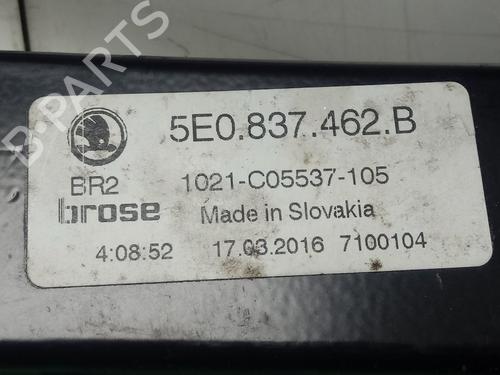 B-PARTS
5E0.837.462.B
BR2 1021-C05537-105
brose Made in Slovakia
4:08:52 17.03.2016 7100104